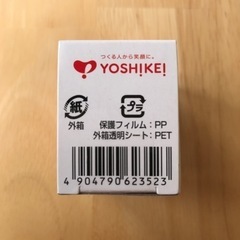 つくる人から笑顔に。
YOSHIKEI
紙
プラ
外箱
保護フィルム：PP
外箱透明シート：PET
4 904790 623523